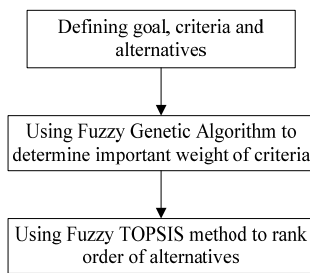 Defining goal, criteria and
alternatives
Using Fuzzy Genetic Algorithm to
determine important weight of criteria
Using Fuzzy TOPSIS method to rank
order of alternatives